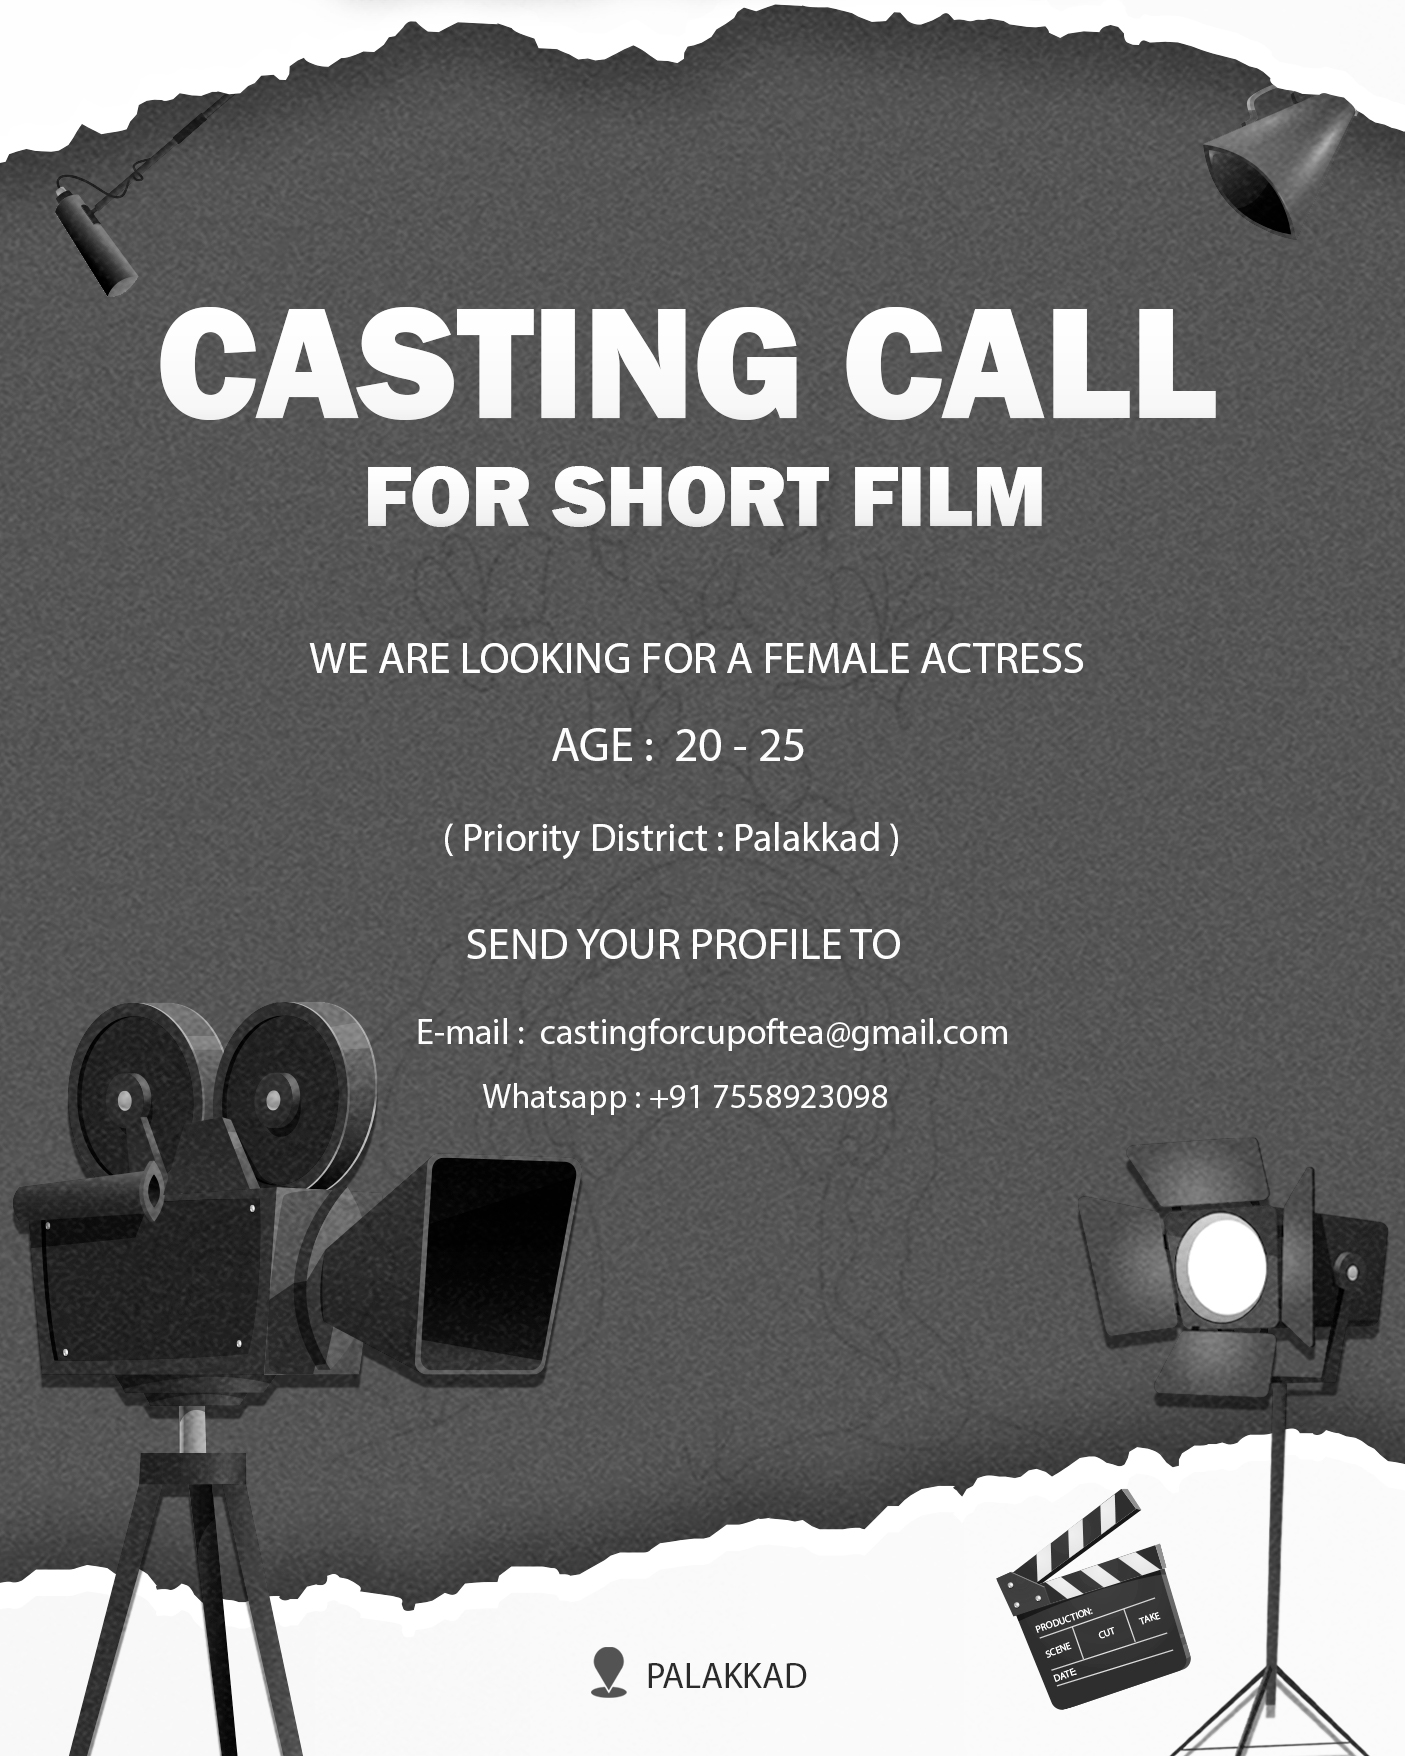 CASTING CALL
FOR SHORT FILM
WE ARE LOOKING FOR A FEMALE ACTRESS
AGE : 20 - 25
( Priority District : Palakkad )
SEND YOUR PROFILE TO
E-mail : castingforcupoftea@gmail.com
Whatsapp : +91 7558923098
PRODUCTION:
SCENE CUT TAKE
DATE:
PALAKKAD